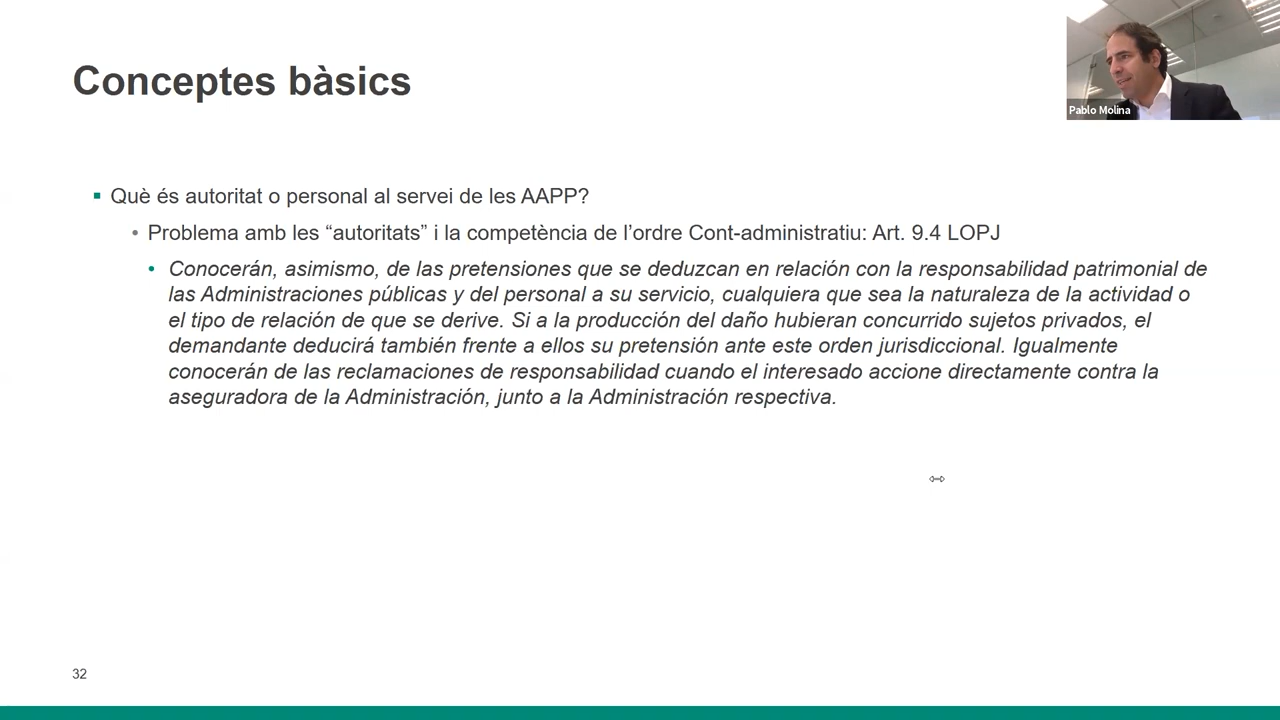 Conceptes bàsics
Pablo Molina
Què és autoritat o personal al servei de les AAPP?
Problema amb les “autoritats” i la competència de l’ordre Cont-administratiu: Art. 9.4 LOPJ
Conocerán, asimismo, de las pretensiones que se deduzcan en relación con la responsabilidad patrimonial de
las Administraciones públicas y del personal a su servicio, cualquiera que sea la naturaleza de la actividad o
el tipo de relación de que se derive. Si a la producción del daño hubieran concurrido sujetos privados, el
demandante deducirá también frente a ellos su pretensión ante este orden jurisdiccional. Igualmente
conocerán de las reclamaciones de responsabilidad cuando el interesado accione directamente contra la
aseguradora de la Administración, junto a la Administración respectiva.
32